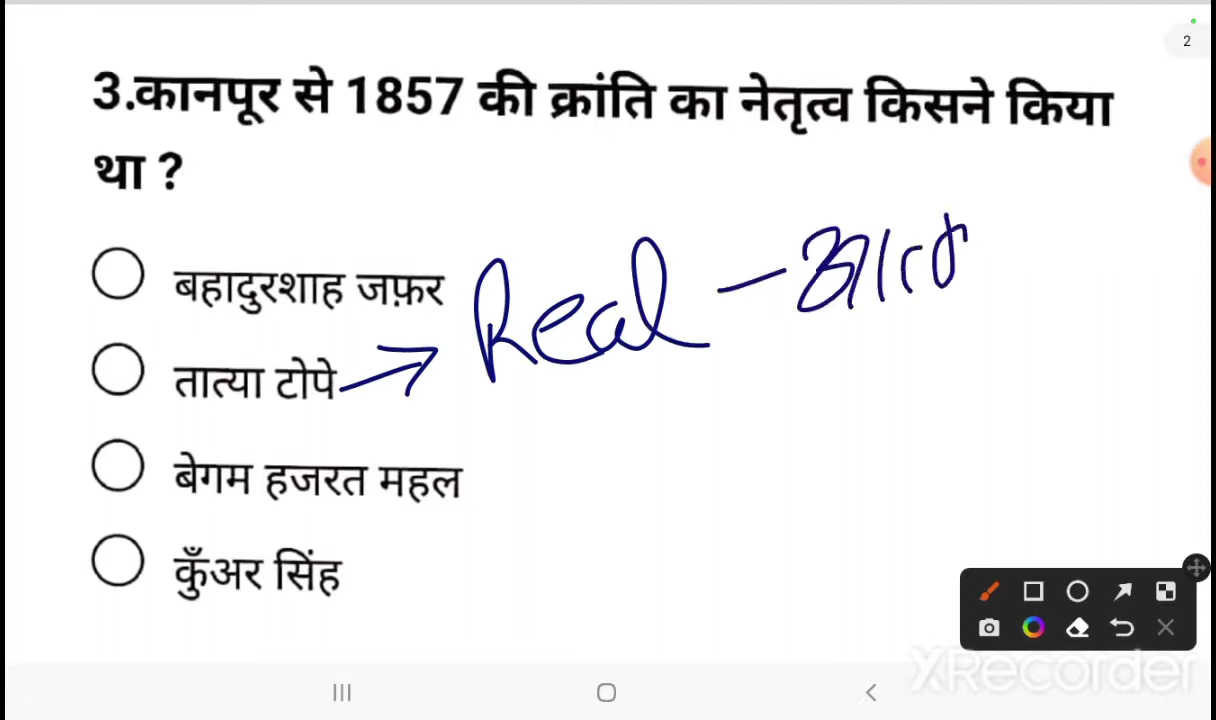 2
3.कानपूर से 1857 की क्रांति का नेतृत्व किसने किया
था ?
बहादुरशाह जफ़र
Real -
तात्या टोपे
बेगम हजरत महल
कुँअर सिंह
XRecorder